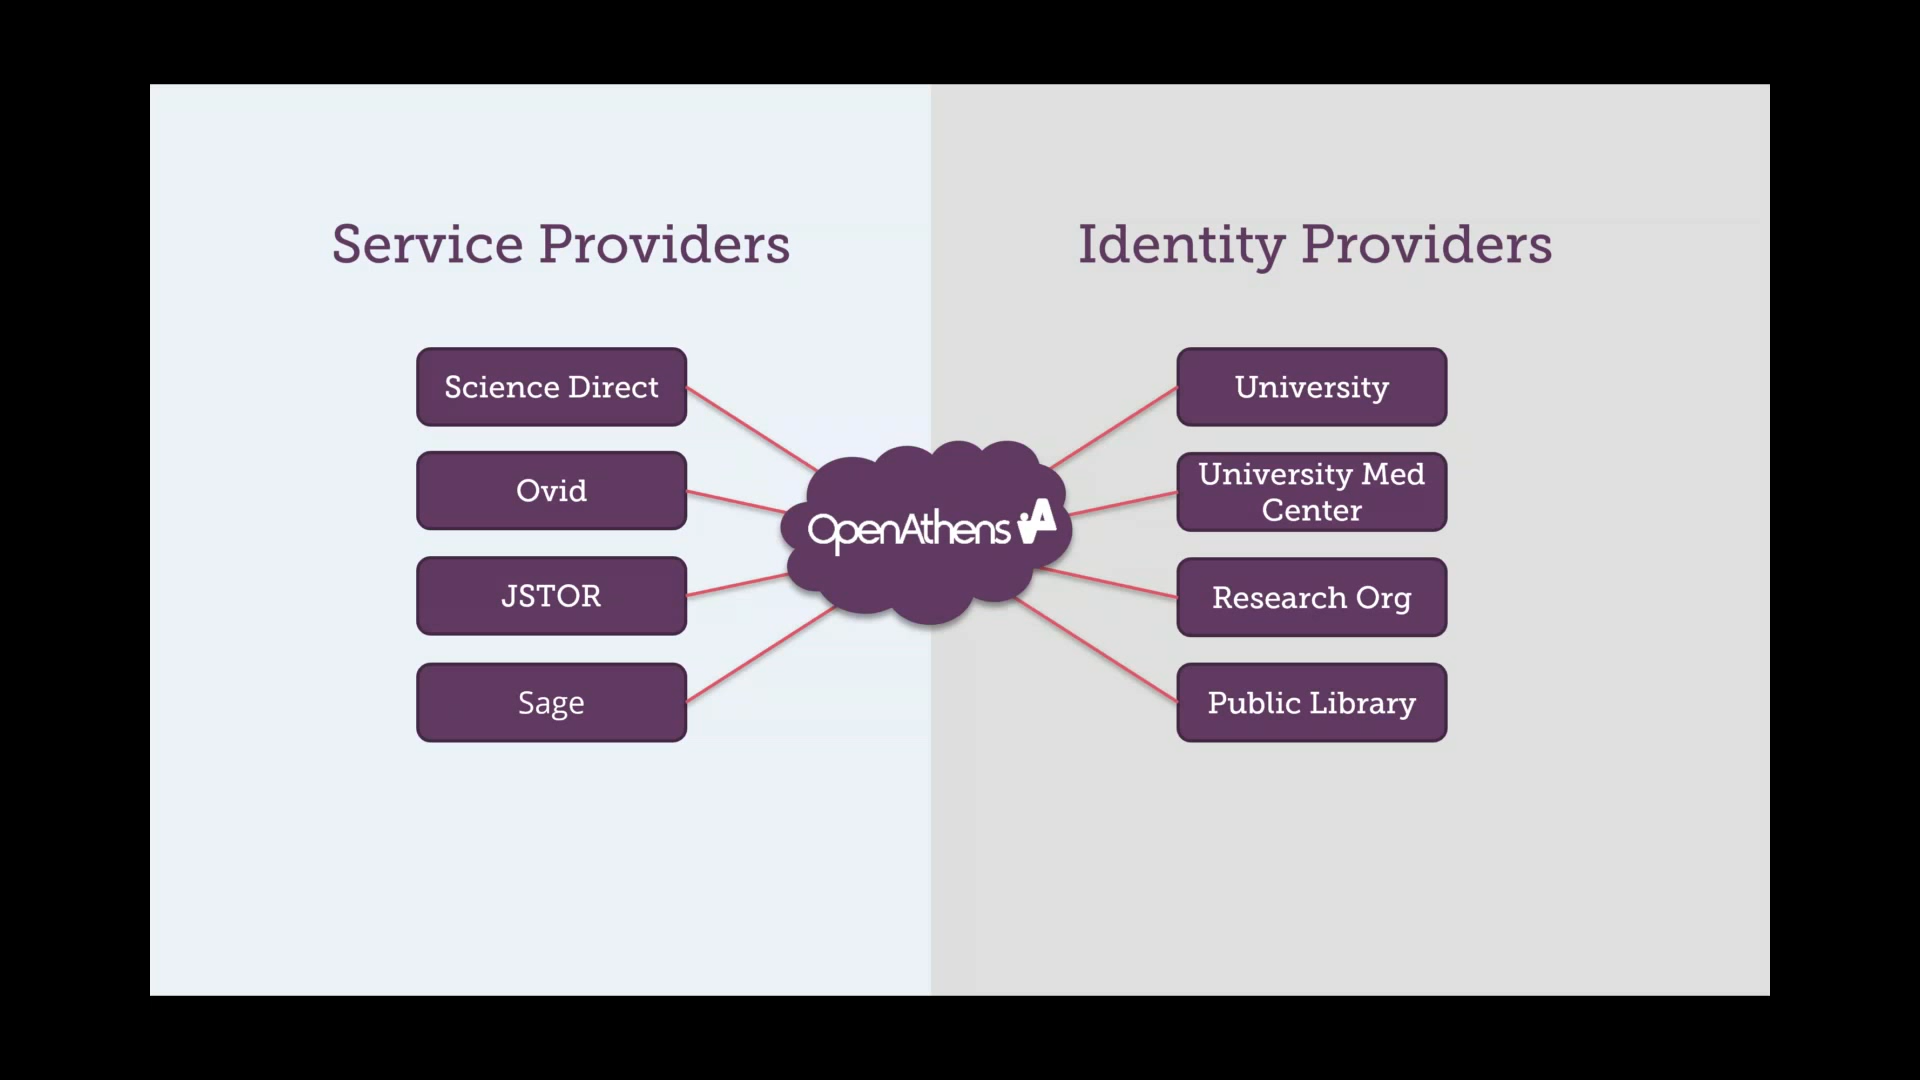 Service Providers
Identity Providers
Science Direct
Ovid
JSTOR
Sage
OpenAthens
University
University Med
Center
Research Org
Public Library